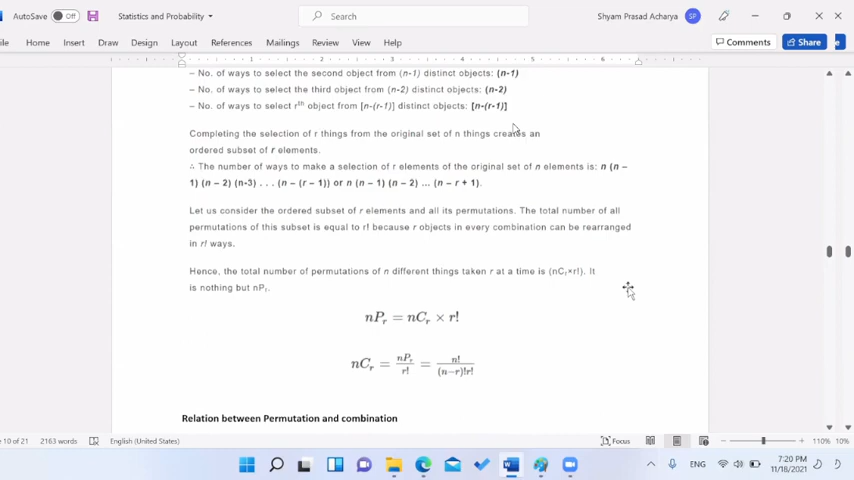 AutoSave Off Statistics and Probability Search Shyam Prasad Acharya SP
Home Insert Draw Design Layout References Mailings Review View Help Comments Share
– No. of ways to select the second object from (n-1) distinct objects: (n-1)
– No. of ways to select the third object from (n-2) distinct objects: (n-2)
– No. of ways to select rth object from [n-(r-1)] distinct objects: [n-(r-1)]
Completing the selection of r things from the original set of n things creates an
ordered subset of r elements.
∴ The number of ways to make a selection of r elements of the original set of n elements is: n (n –
1) (n – 2) (n-3) . . . (n – (r – 1)) or n (n – 1) (n – 2) ... (n – r + 1).
Let us consider the ordered subset of r elements and all its permutations. The total number of all
permutations of this subset is equal to r! because r objects in every combination can be rearranged
in r! ways.
Hence, the total number of permutations of n different things taken r at a time is (nCr×r!). It
is nothing but nPr.
nPr = nCr × r!
nCr = nPr/r! = n!/(n−r)!r!
Relation between Permutation and combination
10 of 21 2163 words English (United States) Focus 110% 10%
ENG 7:20 PM
11/18/2021